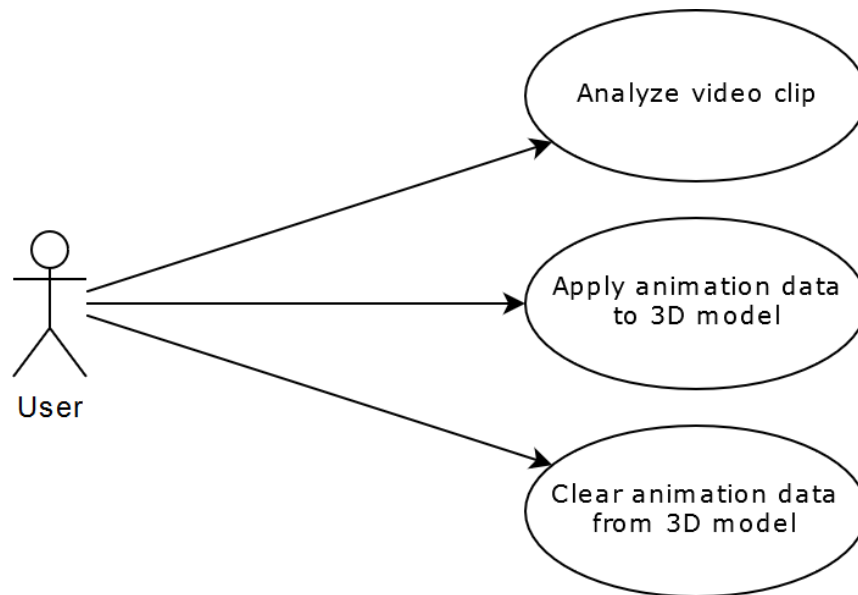 Analyze video clip
Apply animation data
to 3D model
User
Clear animation data
from 3D model